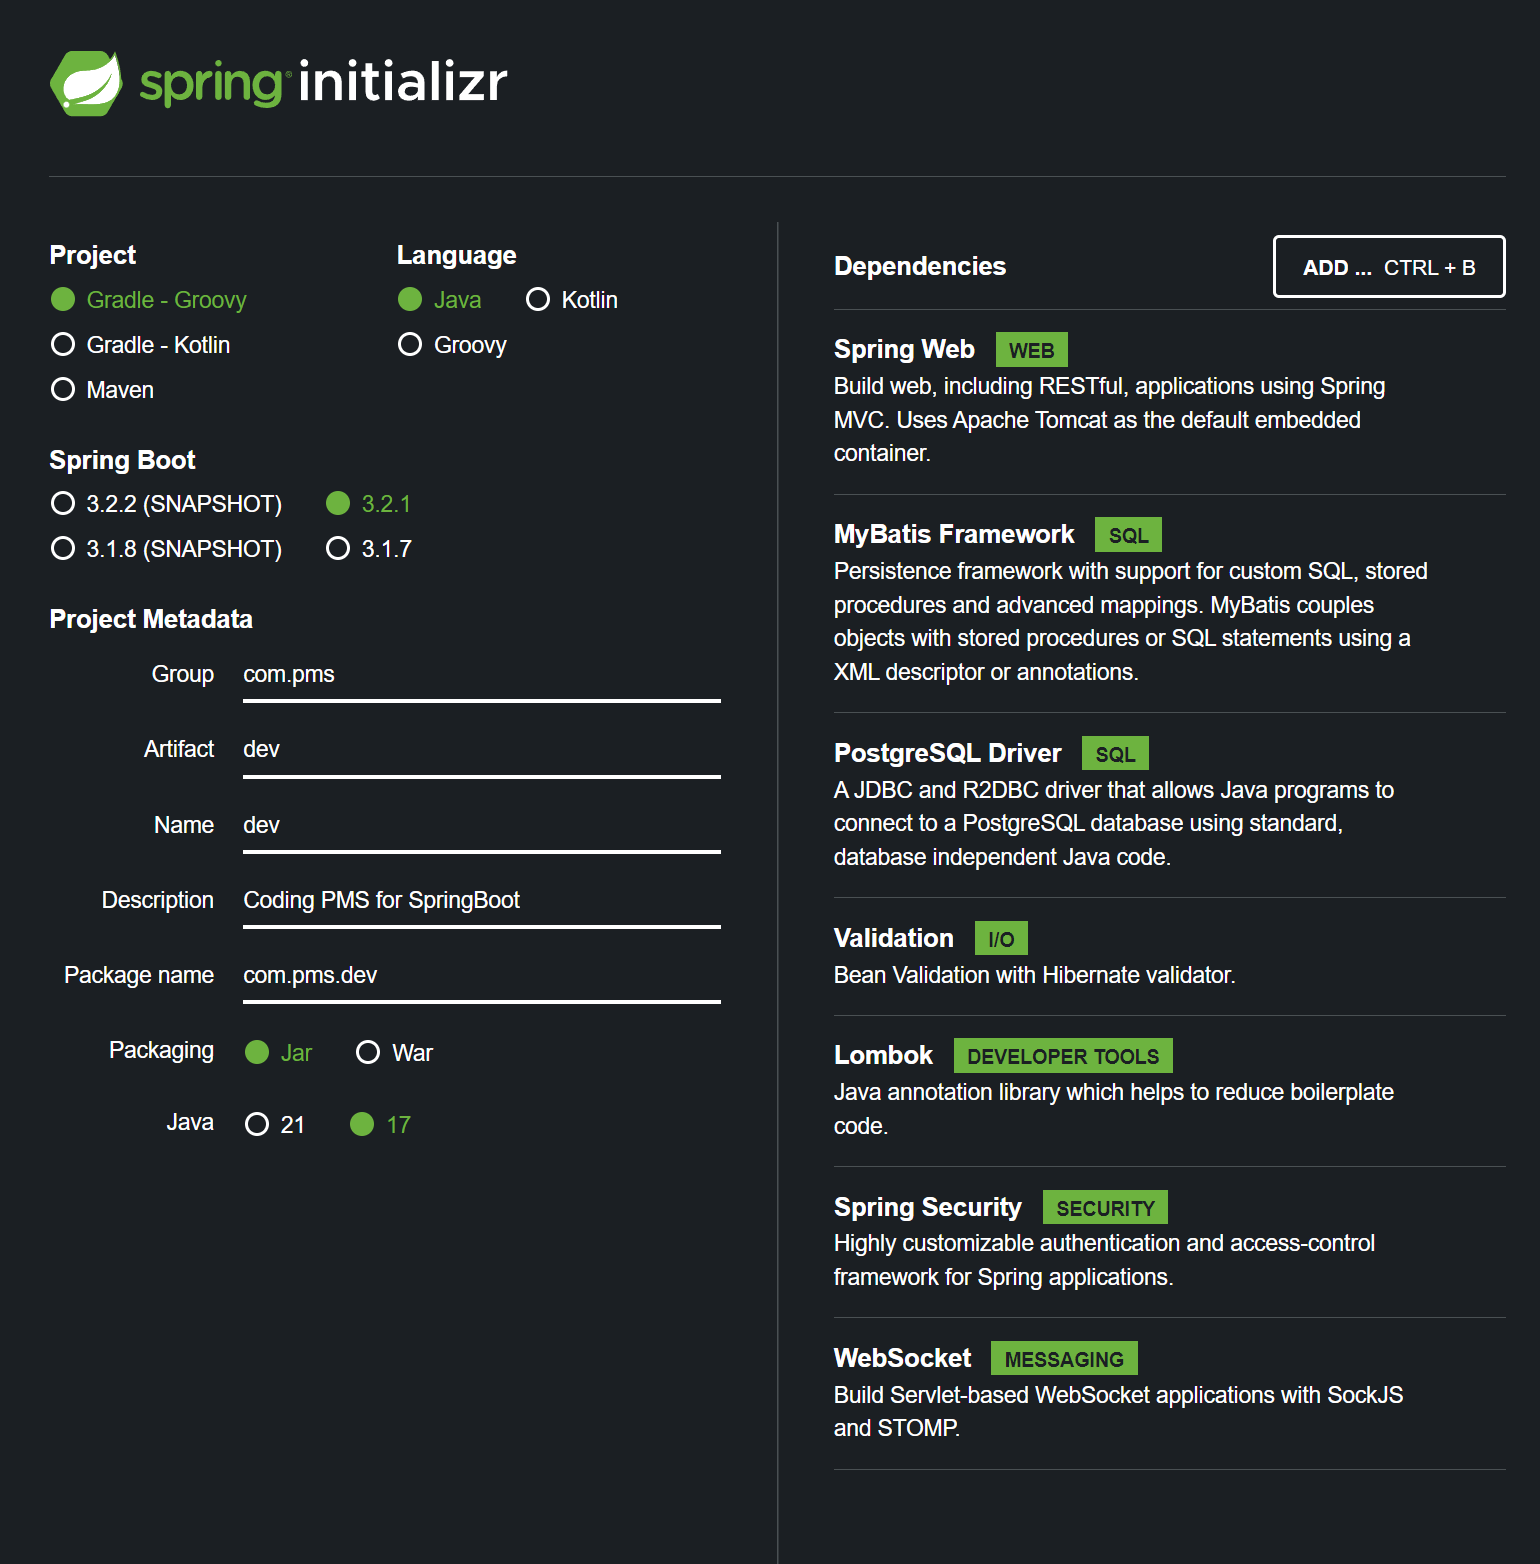 spring initializr
Project
Gradle - Groovy
Gradle - Kotlin
Maven
Language
Java
Kotlin
Groovy
Spring Boot
3.2.2 (SNAPSHOT)
3.2.1
3.1.8 (SNAPSHOT)
3.1.7
Project Metadata
Group com.pms
Artifact dev
Name dev
Description Coding PMS for SpringBoot
Package name com.pms.dev
Packaging Jar War
Java 21 17
Dependencies
ADD ... CTRL + B
Spring Web WEB
Build web, including RESTful, applications using Spring
MVC. Uses Apache Tomcat as the default embedded
container.
MyBatis Framework SQL
Persistence framework with support for custom SQL, stored
procedures and advanced mappings. MyBatis couples
objects with stored procedures or SQL statements using a
XML descriptor or annotations.
PostgreSQL Driver SQL
A JDBC and R2DBC driver that allows Java programs to
connect to a PostgreSQL database using standard,
database independent Java code.
Validation I/O
Bean Validation with Hibernate validator.
Lombok DEVELOPER TOOLS
Java annotation library which helps to reduce boilerplate
code.
Spring Security SECURITY
Highly customizable authentication and access-control
framework for Spring applications.
WebSocket MESSAGING
Build Servlet-based WebSocket applications with SockJS
and STOMP.